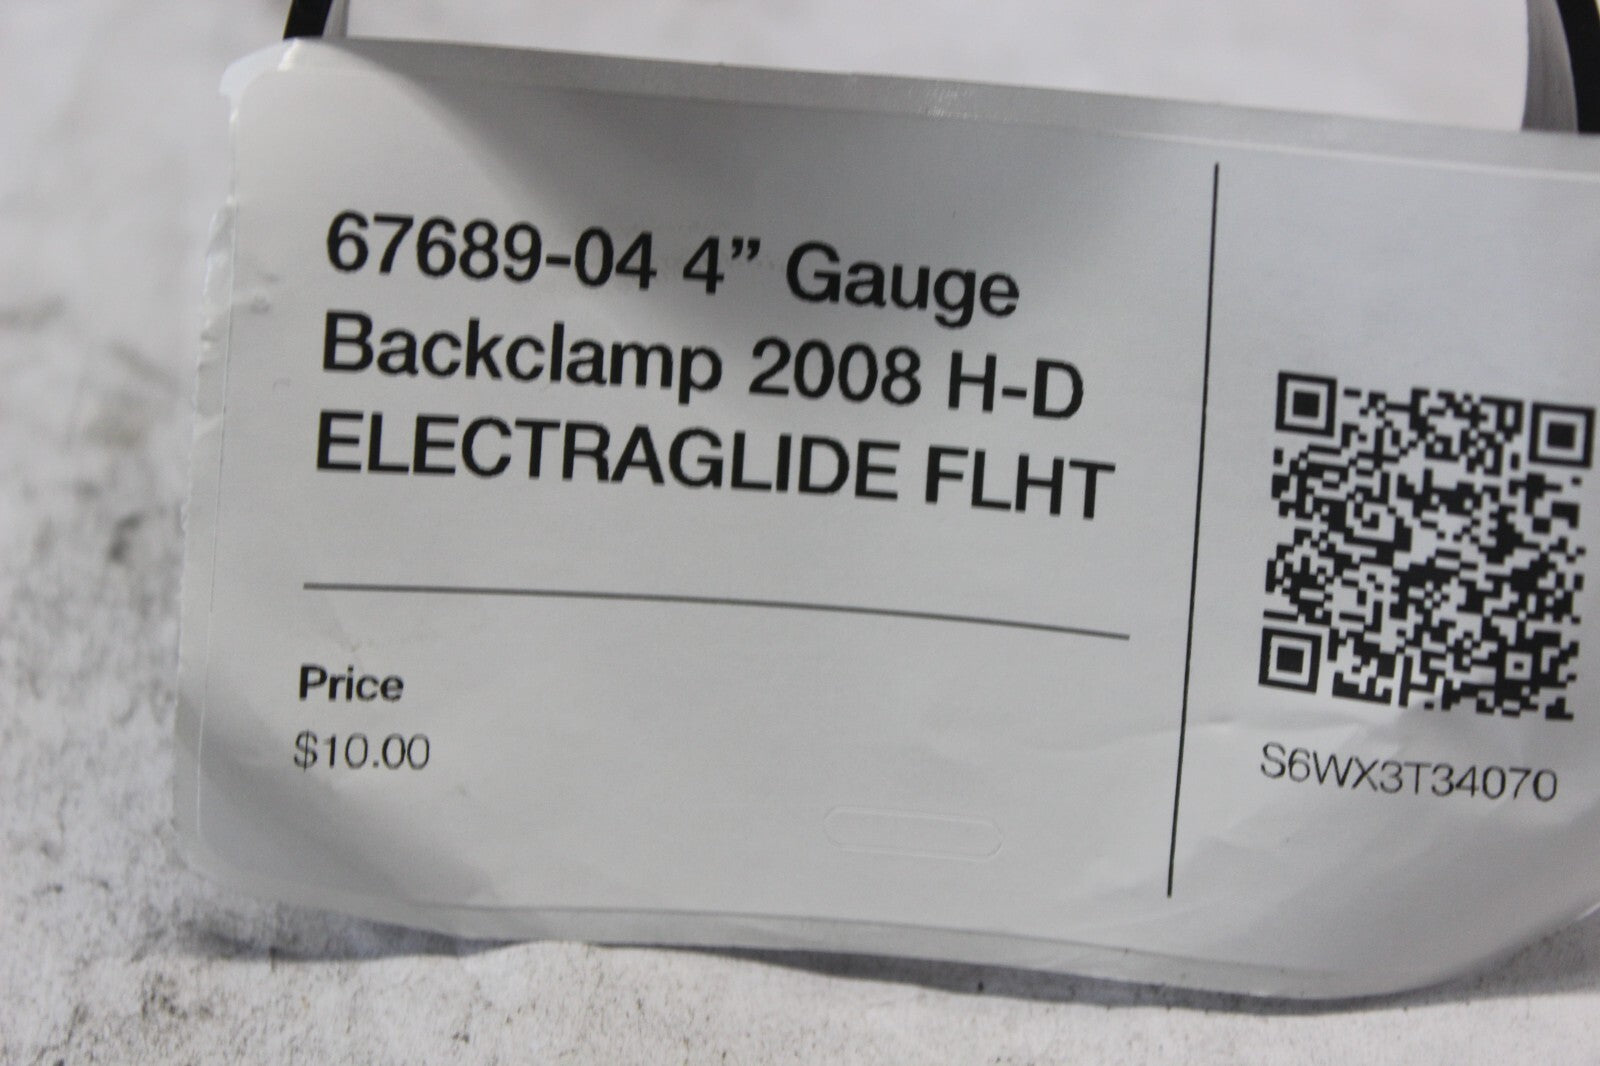 67689-04 4” Gauge
Backclamp 2008 H-D
ELECTRAGLIDE FLHT
Price
$10.00
S6WX3T34070